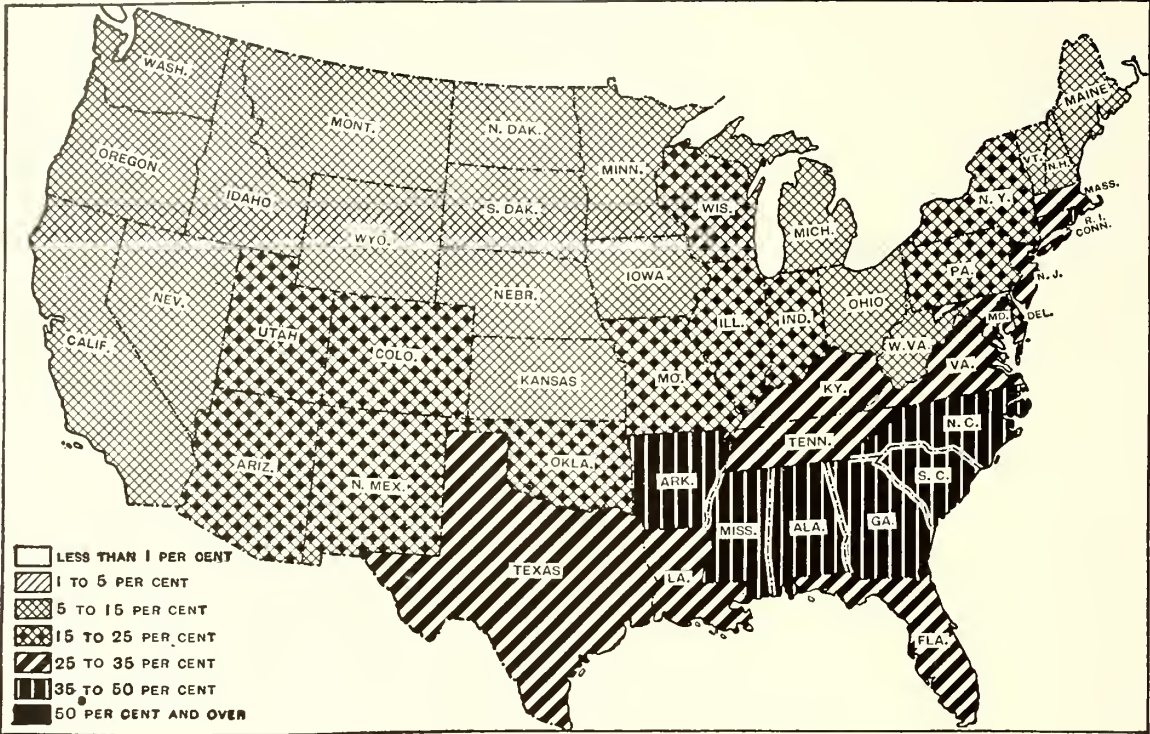 WASH.
MONT.
N. DAK.
MINN.
OREGON
IDAHO
S. DAK.
WIS.
MICH.
WYO.
NEV.
NEBR.
IOWA
CALIF.
UTAH
COLO.
KANSAS
MO.
ILL.
IND.
OHIO
W.VA.
PA.
N.Y.
VT.
N.H.
MAINE
MASS.
R.I.
CONN.
N.J.
DEL.
MD.
VA.
KY.
TENN.
N.C.
S.C.
ARIZ.
N. MEX.
OKLA.
ARK.
MISS.
ALA.
GA.
TEXAS
LA.
FLA.
LESS THAN 1 PER CENT
1 TO 5 PER CENT
5 TO 15 PER CENT
15 TO 25 PER CENT
25 TO 35 PER CENT
35 TO 50 PER CENT
50 PER CENT AND OVER